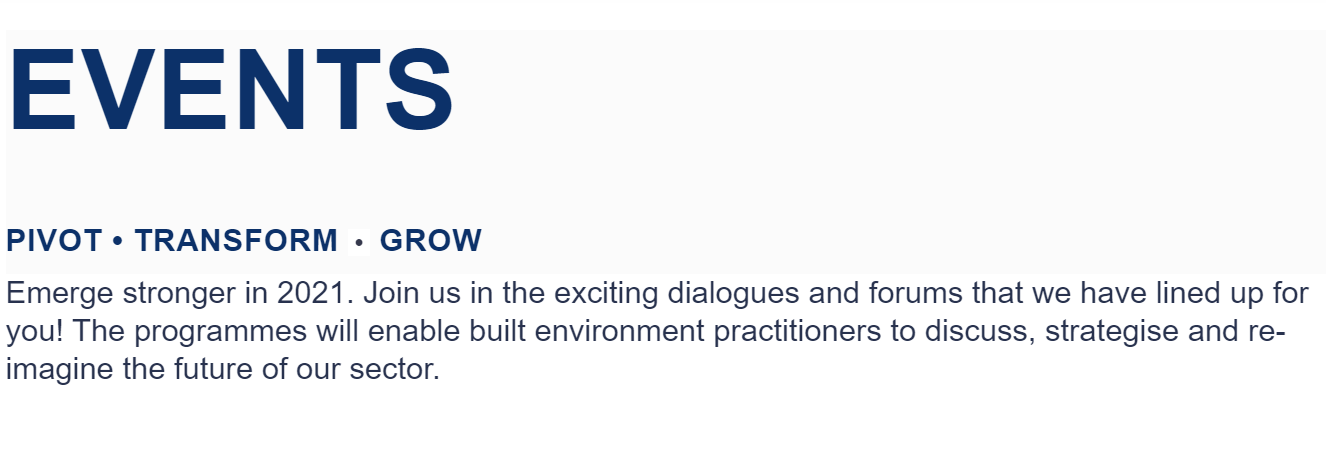 EVENTS
PIVOT • TRANSFORM • GROW
Emerge stronger in 2021. Join us in the exciting dialogues and forums that we have lined up for
you! The programmes will enable built environment practitioners to discuss, strategise and re-
imagine the future of our sector.